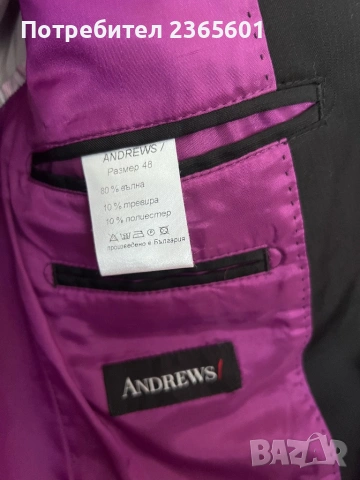 Потребител 2365601
ANDREWS /
Размер 48
80 % вълна
10 % тревира
10 % полиестер
произведено в България
ANDREWS/
BAZAR